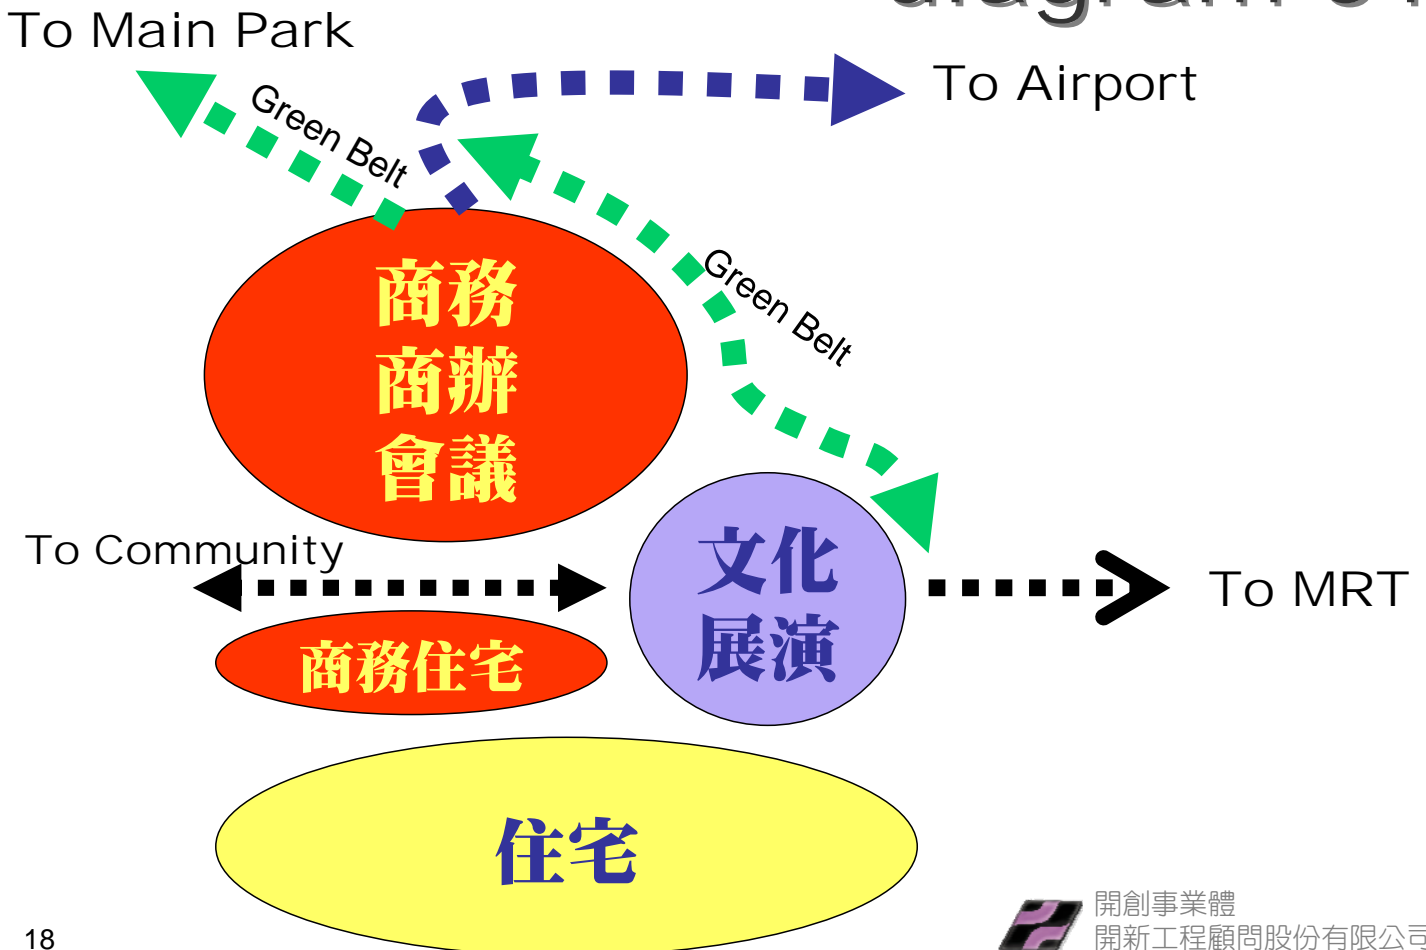 To Main Park
To Airport
Green Belt
Green Belt
商務
商辦
會議
To Community
文化
展演
To MRT
商務住宅
住宅
開創事業體
開新工程顧問股份有限公司
18